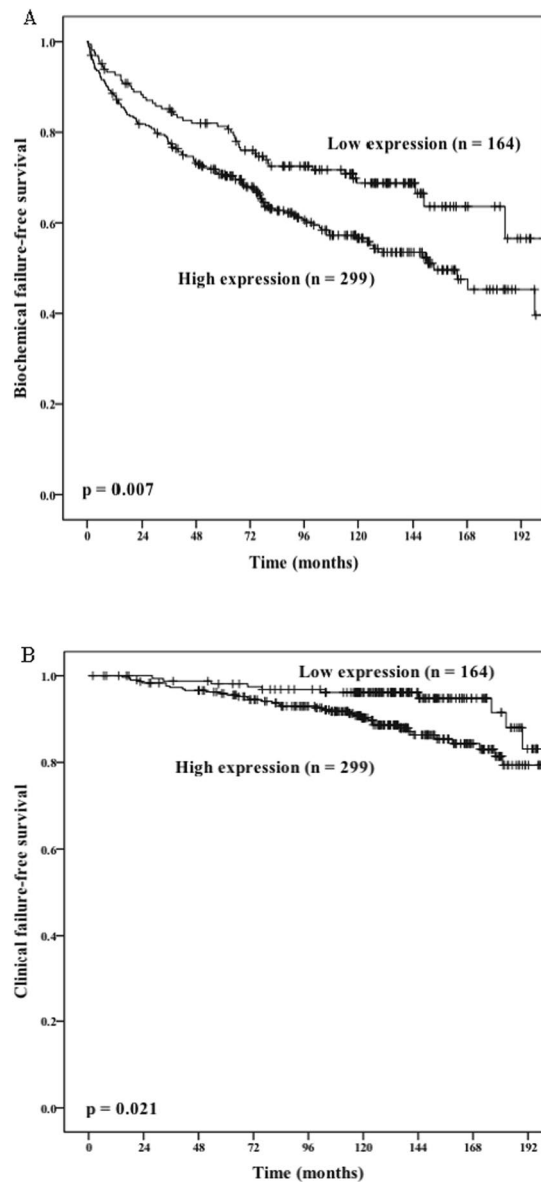 A
1.0
0.8
0.6
0.4
0.2
0.0
Biochemical failure-free survival
Low expression (n = 164)
High expression (n = 299)
p = 0.007
0 24 48 72 96 120 144 168 192
Time (months)
B
1.0
0.8
0.6
0.4
0.2
0.0
Clinical failure-free survival
Low expression (n = 164)
High expression (n = 299)
p = 0.021
0 24 48 72 96 120 144 168 192
Time (months)